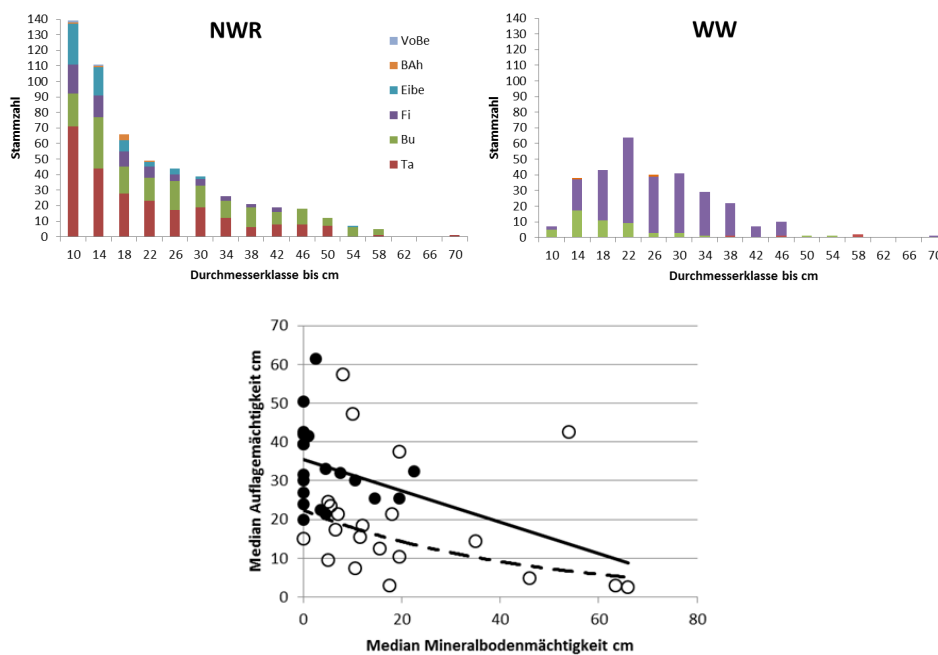 NWR
140
130
120
110
100
90
80
70
60
50
40
30
20
10
0
Stammzahl
VoBe
BAh
Eibe
Fi
Bu
Ta
10 14 18 22 26 30 34 38 42 46 50 54 58 62 66 70
Durchmesserklasse bis cm
WW
140
130
120
110
100
90
80
70
60
50
40
30
20
10
0
Stammzahl
10 14 18 22 26 30 34 38 42 46 50 54 58 62 66 70
Durchmesserklasse bis cm
70
60
50
40
30
20
10
0
Median Auflagemächtigkeit cm
0 20 40 60 80
Median Mineralbodenmächtigkeit cm